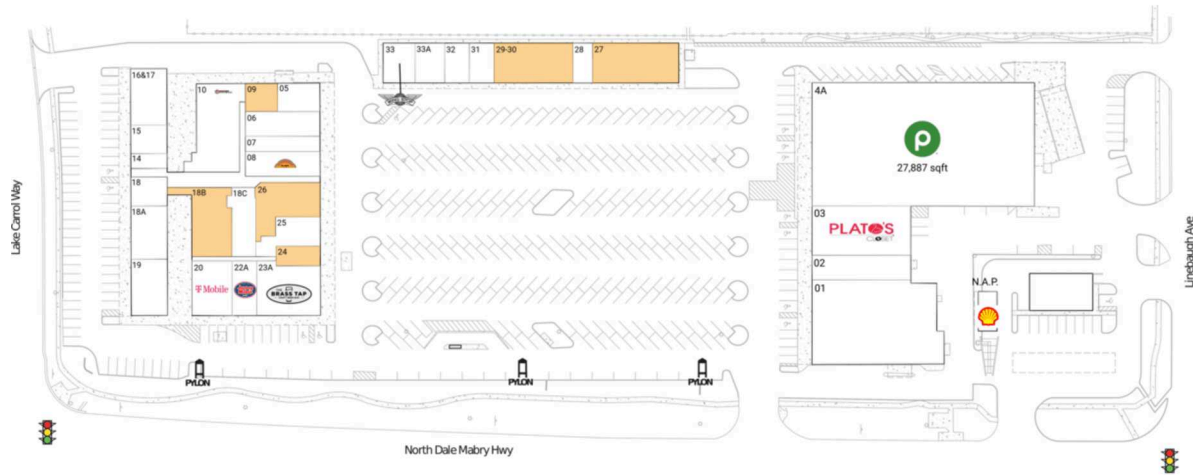 33
33A
32
31
29-30
28
27
16&17
10
09
05
4A
06
15
07
14
08
27,887 sqft
18
18B
18C
26
18A
03
PLATO'S
CLOSET
25
24
19
20
22A
23A
02
T Mobile
THE
BRASS TAP
01
N.A.P.
PYLON
PYLON
PYLON
Lake Carrol Way
Linebaugh Ave
North Dale Mabry Hwy